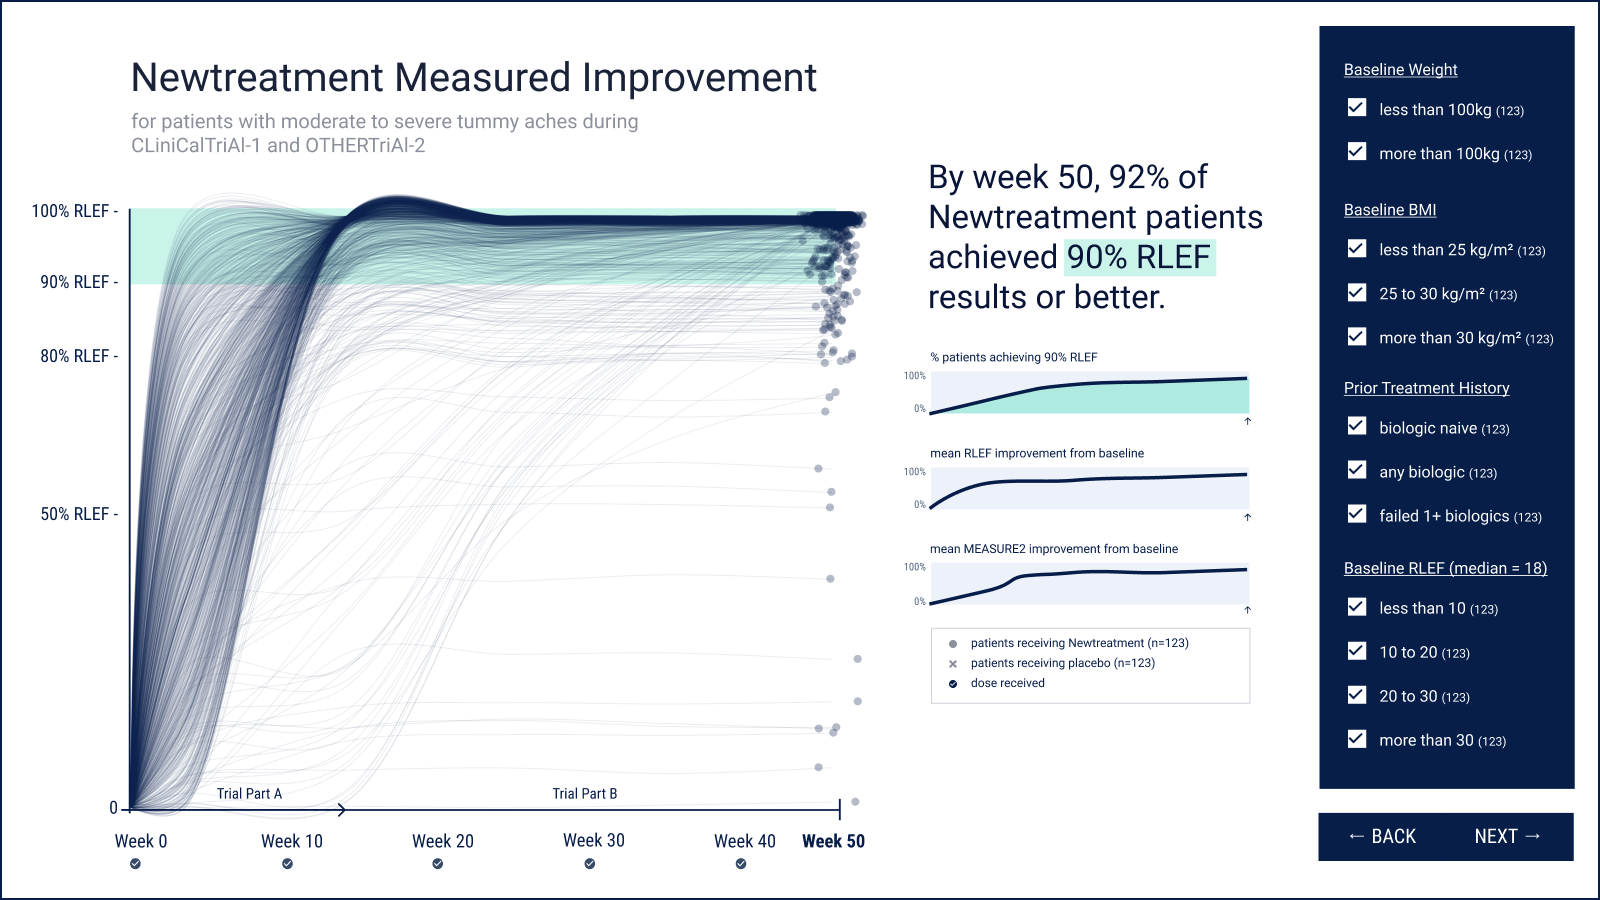 Newtreatment Measured Improvement
for patients with moderate to severe tummy aches during
CLiniCalTriAl-1 and OTHERTriAl-2
100% RLEF -
90% RLEF -
80% RLEF -
50% RLEF -
0
Trial Part A
Trial Part B
Week 0
Week 10
Week 20
Week 30
Week 40
Week 50
By week 50, 92% of
Newtreatment patients
achieved 90% RLEF
results or better.
% patients achieving 90% RLEF
100%
0%
↑
mean RLEF improvement from baseline
100%
0%
↑
mean MEASURE2 improvement from baseline
100%
0%
↑
patients receiving Newtreatment (n=123)
patients receiving placebo (n=123)
dose received
Baseline Weight
less than 100kg (123)
more than 100kg (123)
Baseline BMI
less than 25 kg/m² (123)
25 to 30 kg/m² (123)
more than 30 kg/m² (123)
Prior Treatment History
biologic naive (123)
any biologic (123)
failed 1+ biologics (123)
Baseline RLEF (median = 18)
less than 10 (123)
10 to 20 (123)
20 to 30 (123)
more than 30 (123)
← BACK
NEXT →